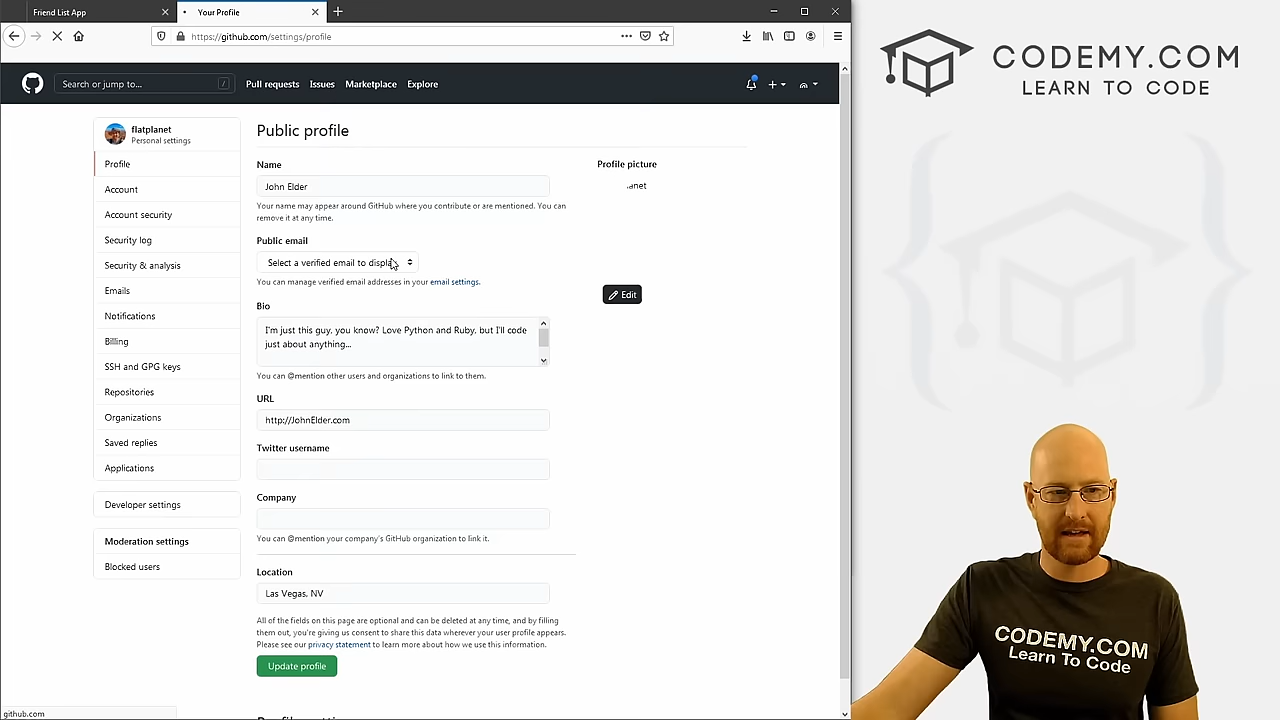 Friend List App
Your Profile
https://github.com/settings/profile
Search or jump to...
/
Pull requests
Issues
Marketplace
Explore
flatplanet
Personal settings
Profile
Account
Account security
Security log
Security & analysis
Emails
Notifications
Billing
SSH and GPG keys
Repositories
Organizations
Saved replies
Applications
Developer settings
Moderation settings
Blocked users
Public profile
Name
John Elder
Your name may appear around GitHub where you contribute or are mentioned. You can
remove it at any time.
Public email
Select a verified email to display
You can manage verified email addresses in your email settings.
Bio
I'm just this guy, you know? Love Python and Ruby, but I'll code
just about anything...
You can @mention other users and organizations to link to them.
URL
http://JohnElder.com
Twitter username
Company
You can @mention your company's GitHub organization to link it.
Location
Las Vegas, NV
All of the fields on this page are optional and can be deleted at any time, and by filling
them out, you're giving us consent to share this data wherever your user profile appears.
Please see our privacy statement to learn more about how we use this information.
Update profile
Profile picture
.anet
Edit
github.com
CODEMY.COM
LEARN TO CODE
CODEMY.COM
Learn To Code